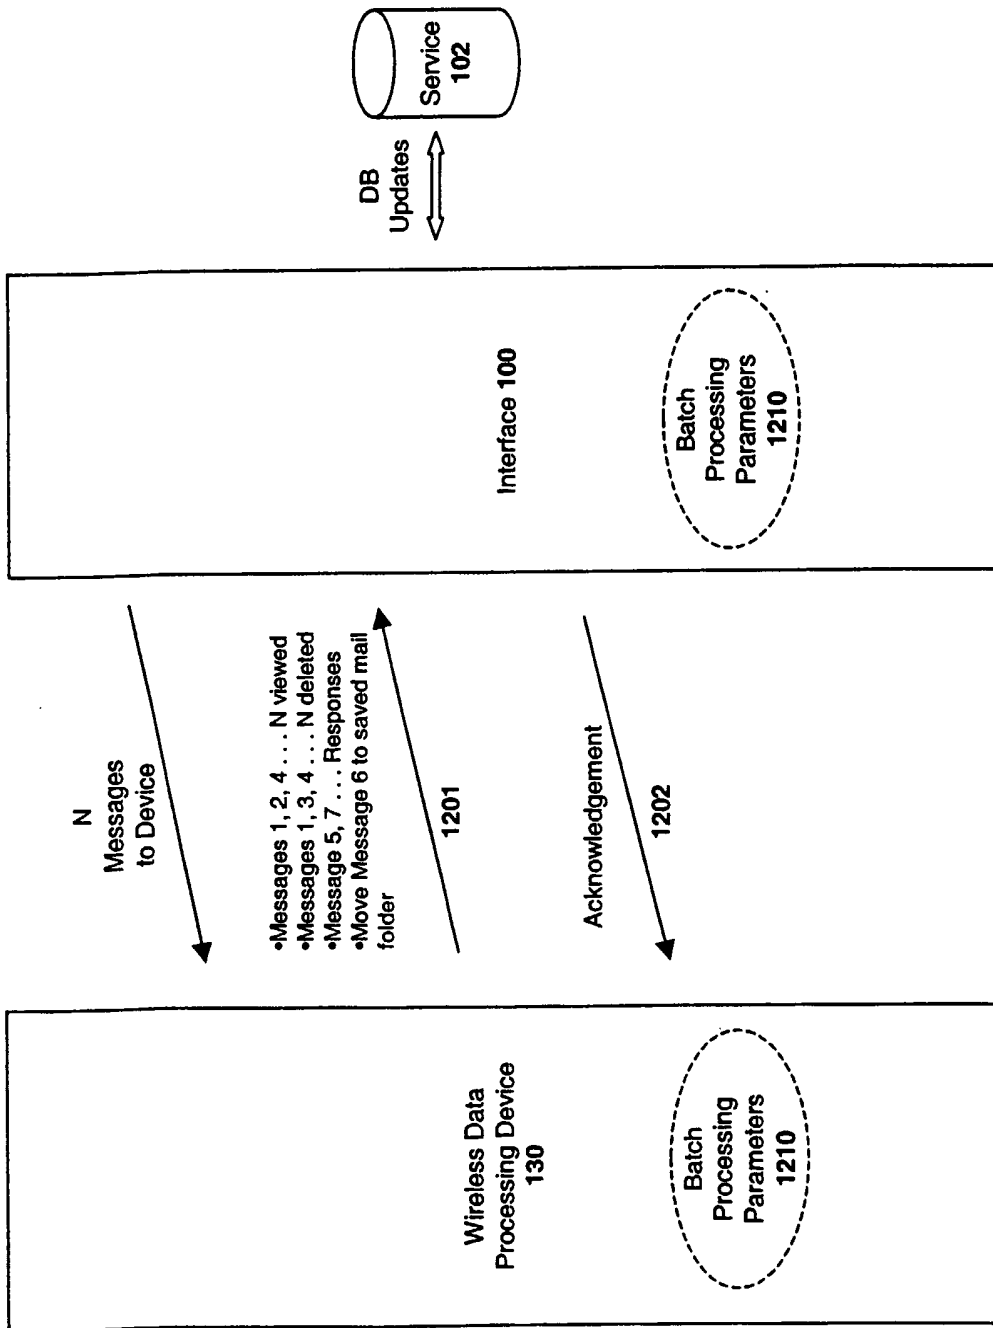 N
Messages
to Device
•Messages 1, 2, 4 . . . N viewed
•Messages 1, 3, 4 . . . N deleted
•Message 5, 7 . . . Responses
•Move Message 6 to saved mail
folder
1201
Acknowledgement
1202
Wireless Data
Processing Device
130
Batch
Processing
Parameters
1210
Interface 100
Batch
Processing
Parameters
1210
DB
Updates
Service
102